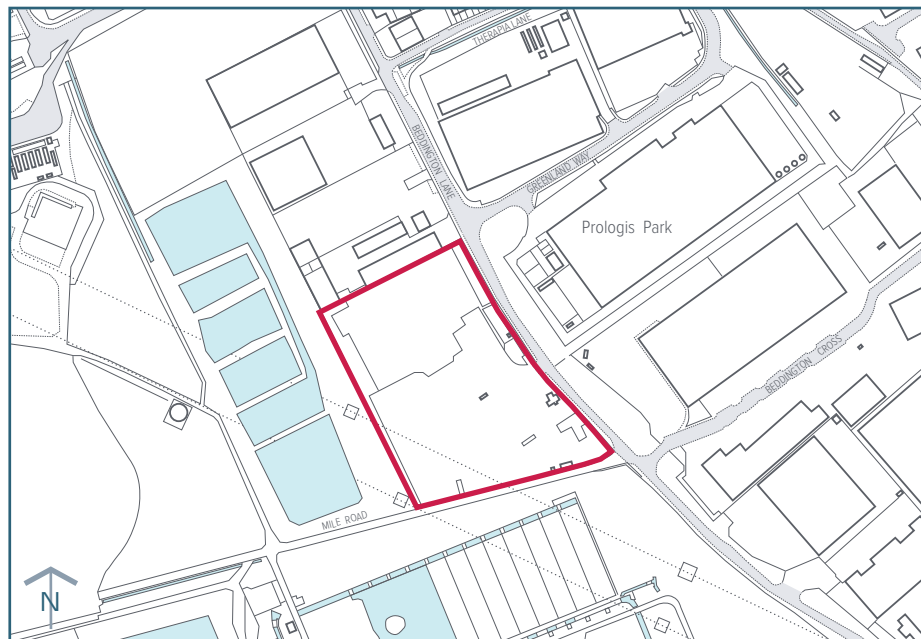 THERAPIA LANE
BEDDINGTON LANE
GREENLAND WAY
Prologis Park
BEDDINGTON CROSS
MILE ROAD
N